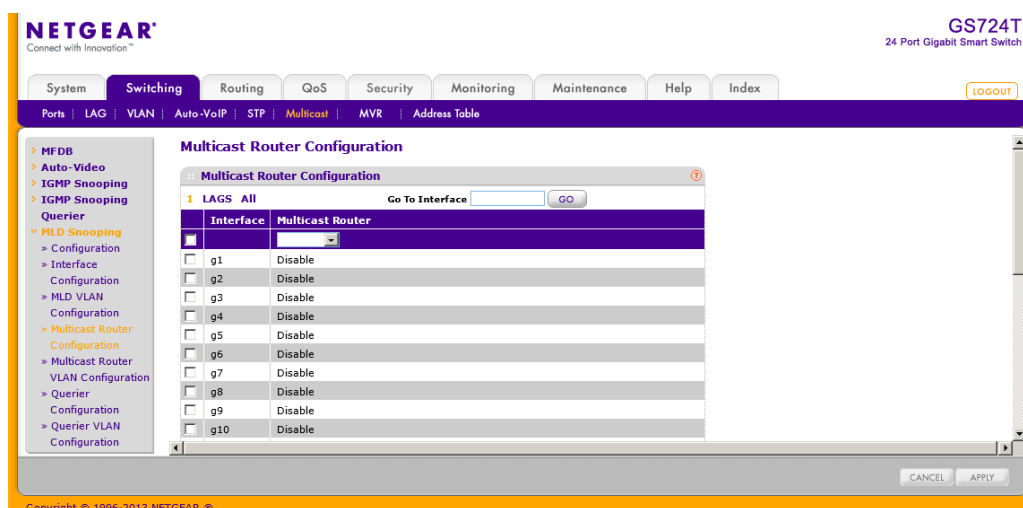 NETGEAR®
Connect with Innovation™
GS724T
24 Port Gigabit Smart Switch
System Switching Routing QoS Security Monitoring Maintenance Help Index
LOGOUT
Ports LAG VLAN Auto-VoIP STP Multicast MVR Address Table
MFDB
Auto-Video
IGMP Snooping
IGMP Snooping
Querier
MLD Snooping
» Configuration
» Interface
Configuration
» MLD VLAN
Configuration
» Multicast Router
Configuration
» Multicast Router
VLAN Configuration
» Querier
Configuration
» Querier VLAN
Configuration
Multicast Router Configuration
Multicast Router Configuration ?
1 LAGS All Go To Interface GO
Interface Multicast Router
g1 Disable
g2 Disable
g3 Disable
g4 Disable
g5 Disable
g6 Disable
g7 Disable
g8 Disable
g9 Disable
g10 Disable
CANCEL APPLY
Copyright © 1996-2013 NETGEAR ®